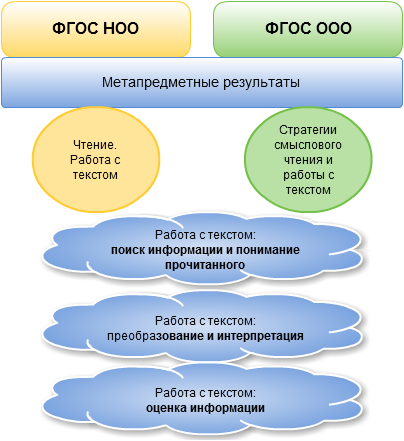 ФГОС НОО
ФГОС ООО
Метапредметные результаты
Чтение.
Работа с
текстом
Стратегии
смыслового
чтения и
работы с
текстом
Работа с текстом:
поиск информации и понимание
прочитанного
Работа с текстом:
преобразование и интерпретация
Работа с текстом:
оценка информации